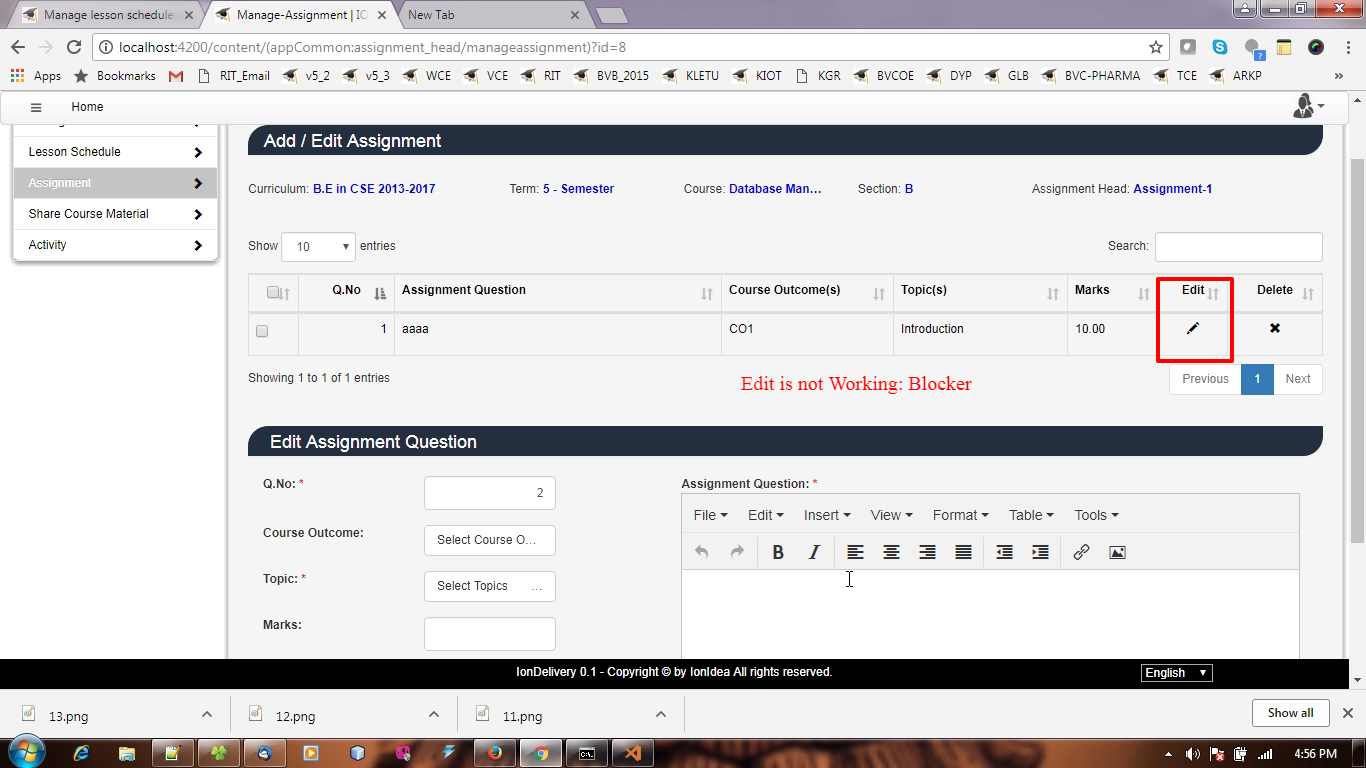 Manage lesson schedule
Manage-Assignment | IO
New Tab
localhost:4200/content/(appCommon:assignment_head/manageassignment)?id=8
?
Apps Bookmarks RIT_Email v5_2 v5_3 WCE VCE RIT BVB_2015 KLETU KIOT KGR BVCOE DYP GLB BVC-PHARMA TCE ARKP »
Home
Lesson Schedule
Assignment
Share Course Material
Activity
Add / Edit Assignment
Curriculum: B.E in CSE 2013-2017 Term: 5 - Semester Course: Database Man... Section: B Assignment Head: Assignment-1
Show 10 entries Search:
Q.No Assignment Question Course Outcome(s) Topic(s) Marks Edit Delete
1 aaaa CO1 Introduction 10.00
Showing 1 to 1 of 1 entries
Edit is not Working: Blocker
Previous 1 Next
Edit Assignment Question
Q.No: * 2
Course Outcome: Select Course O...
Topic: * Select Topics ...
Marks:
Assignment Question: *
File Edit Insert View Format Table Tools
B I
IonDelivery 0.1 - Copyright © by IonIdea All rights reserved.
English
13.png 12.png 11.png Show all
4:56 PM